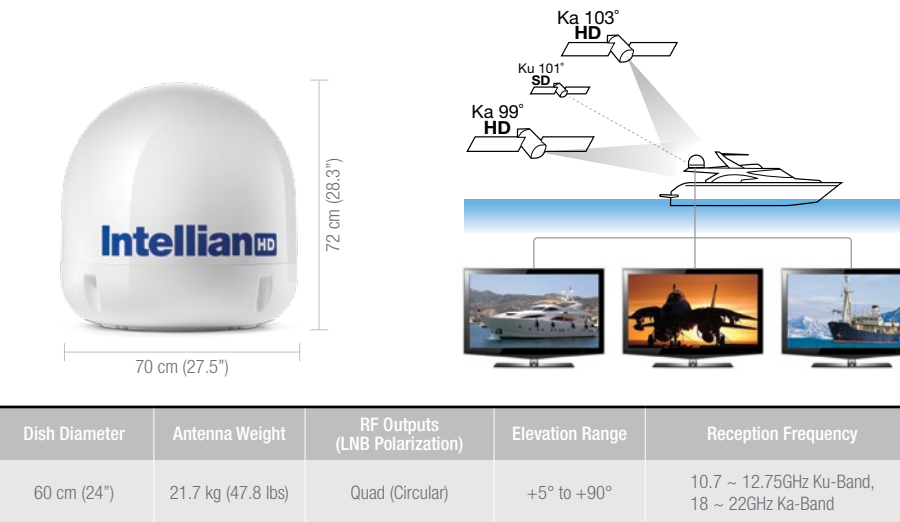 Ka 103˚
HD
Ku 101˚
SD
Ka 99˚
HD
Intellian HD
72 cm (28.3")
70 cm (27.5")
Dish Diameter
Antenna Weight
RF Outputs
(LNB Polarization)
Elevation Range
Reception Frequency
60 cm (24")
21.7 kg (47.8 lbs)
Quad (Circular)
+5° to +90°
10.7 ~ 12.75GHz Ku-Band,
18 ~ 22GHz Ka-Band